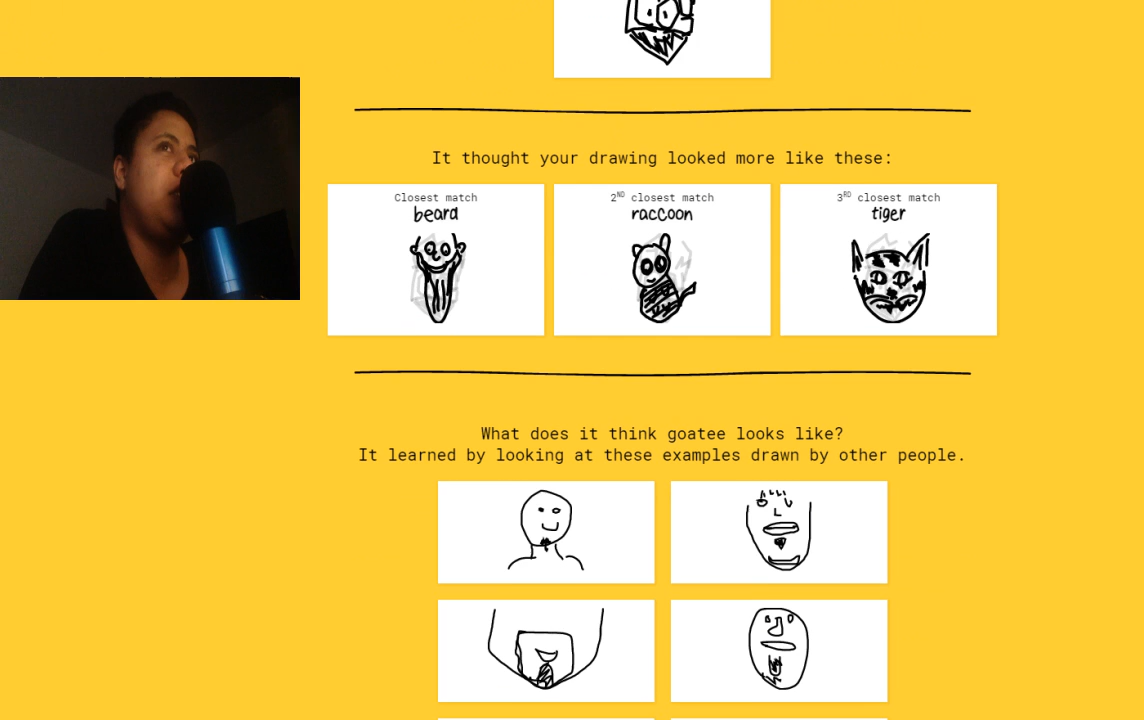 It thought your drawing looked more like these:
Closest match
beard
2ND closest match
raccoon
3RD closest match
tiger
What does it think goatee looks like?
It learned by looking at these examples drawn by other people.